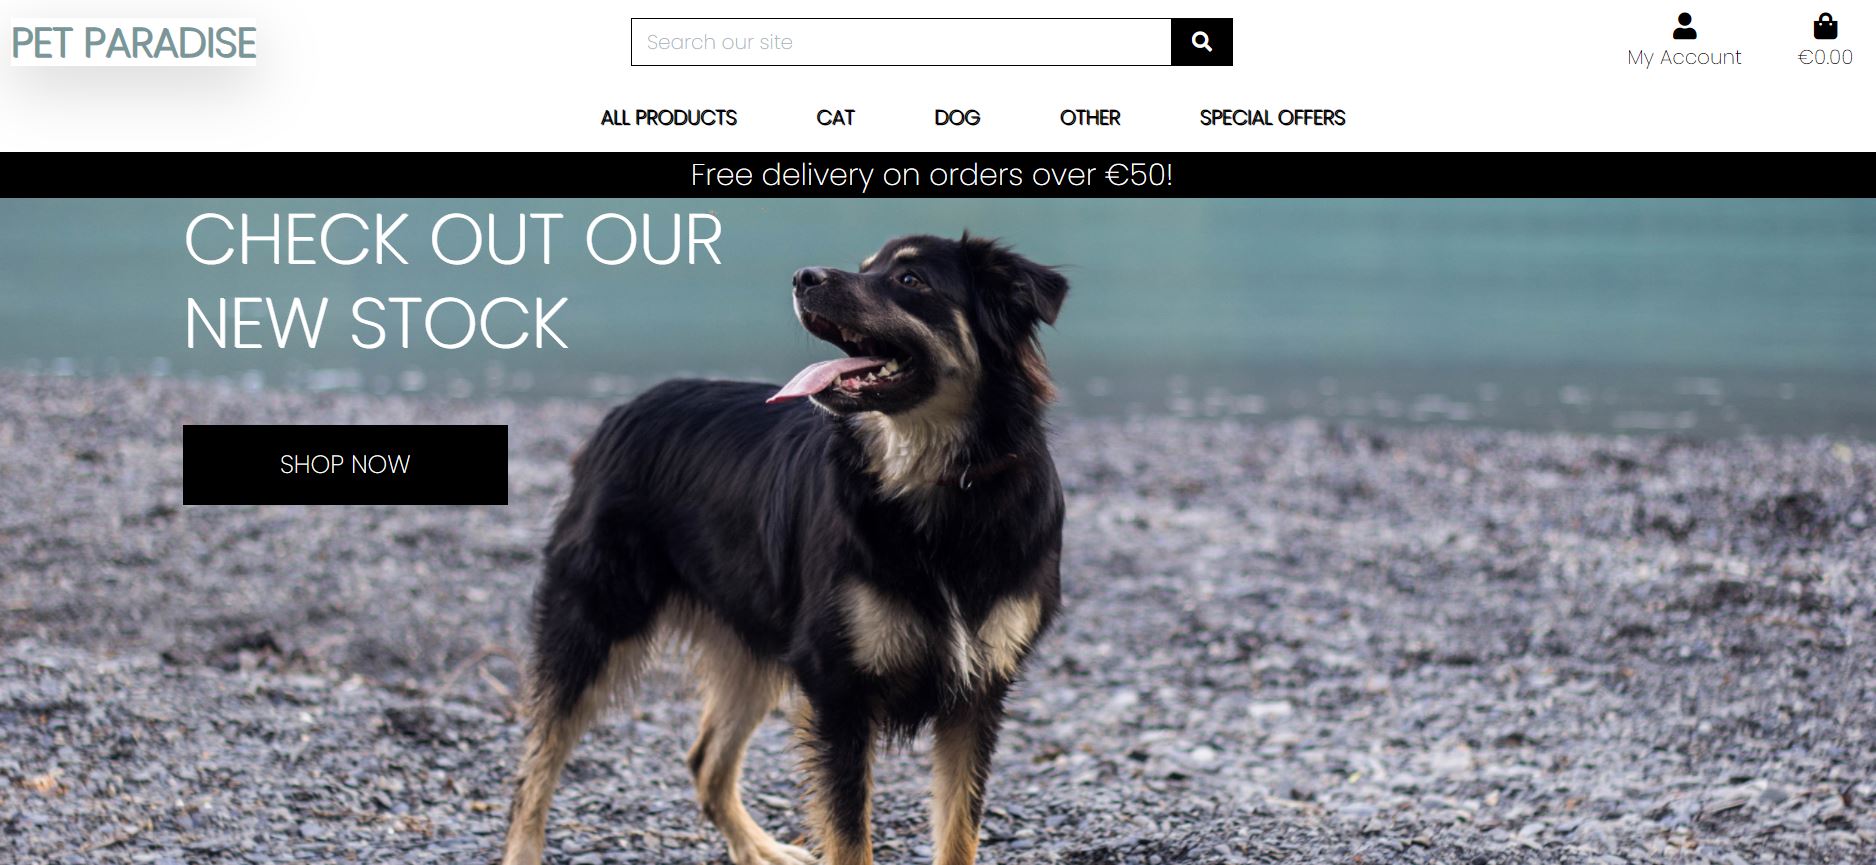 PET PARADISE
Search our site
My Account
€0.00
ALL PRODUCTS
CAT
DOG
OTHER
SPECIAL OFFERS
Free delivery on orders over €50!
CHECK OUT OUR
NEW STOCK
SHOP NOW